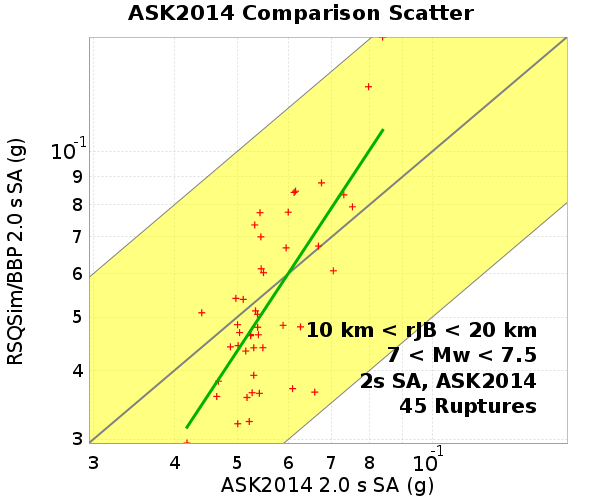 ASK2014 Comparison Scatter
RSQSim/BBP 2.0 s SA (g)
10-1
9
8
7
6
5
4
3
10 km < rJB < 20 km
7 < Mw < 7.5
2s SA, ASK2014
45 Ruptures
3 4 5 6 7 8 10-1
ASK2014 2.0 s SA (g)